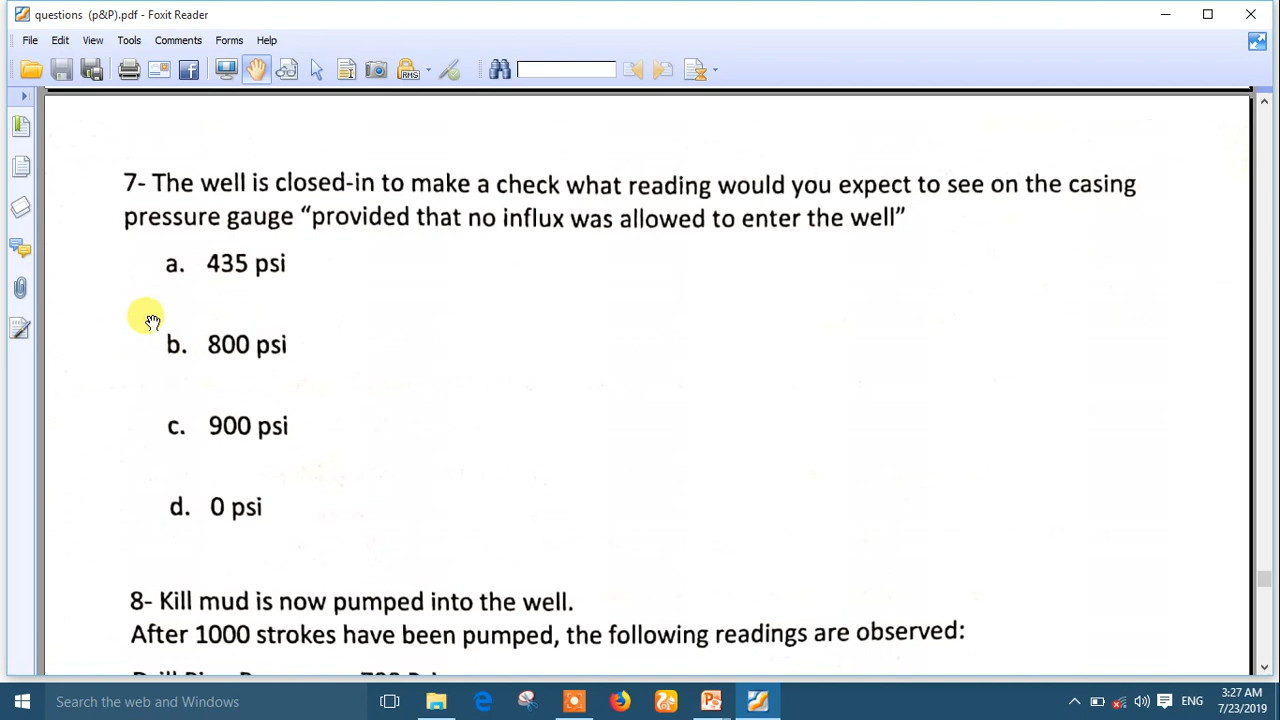 questions (p&P).pdf - Foxit Reader
File Edit View Tools Comments Forms Help
RMS
7- The well is closed-in to make a check what reading would you expect to see on the casing
pressure gauge “provided that no influx was allowed to enter the well”
a. 435 psi
b. 800 psi
c. 900 psi
d. 0 psi
8- Kill mud is now pumped into the well.
After 1000 strokes have been pumped, the following readings are observed:
Search the web and Windows
ENG
3:27 AM
7/23/2019